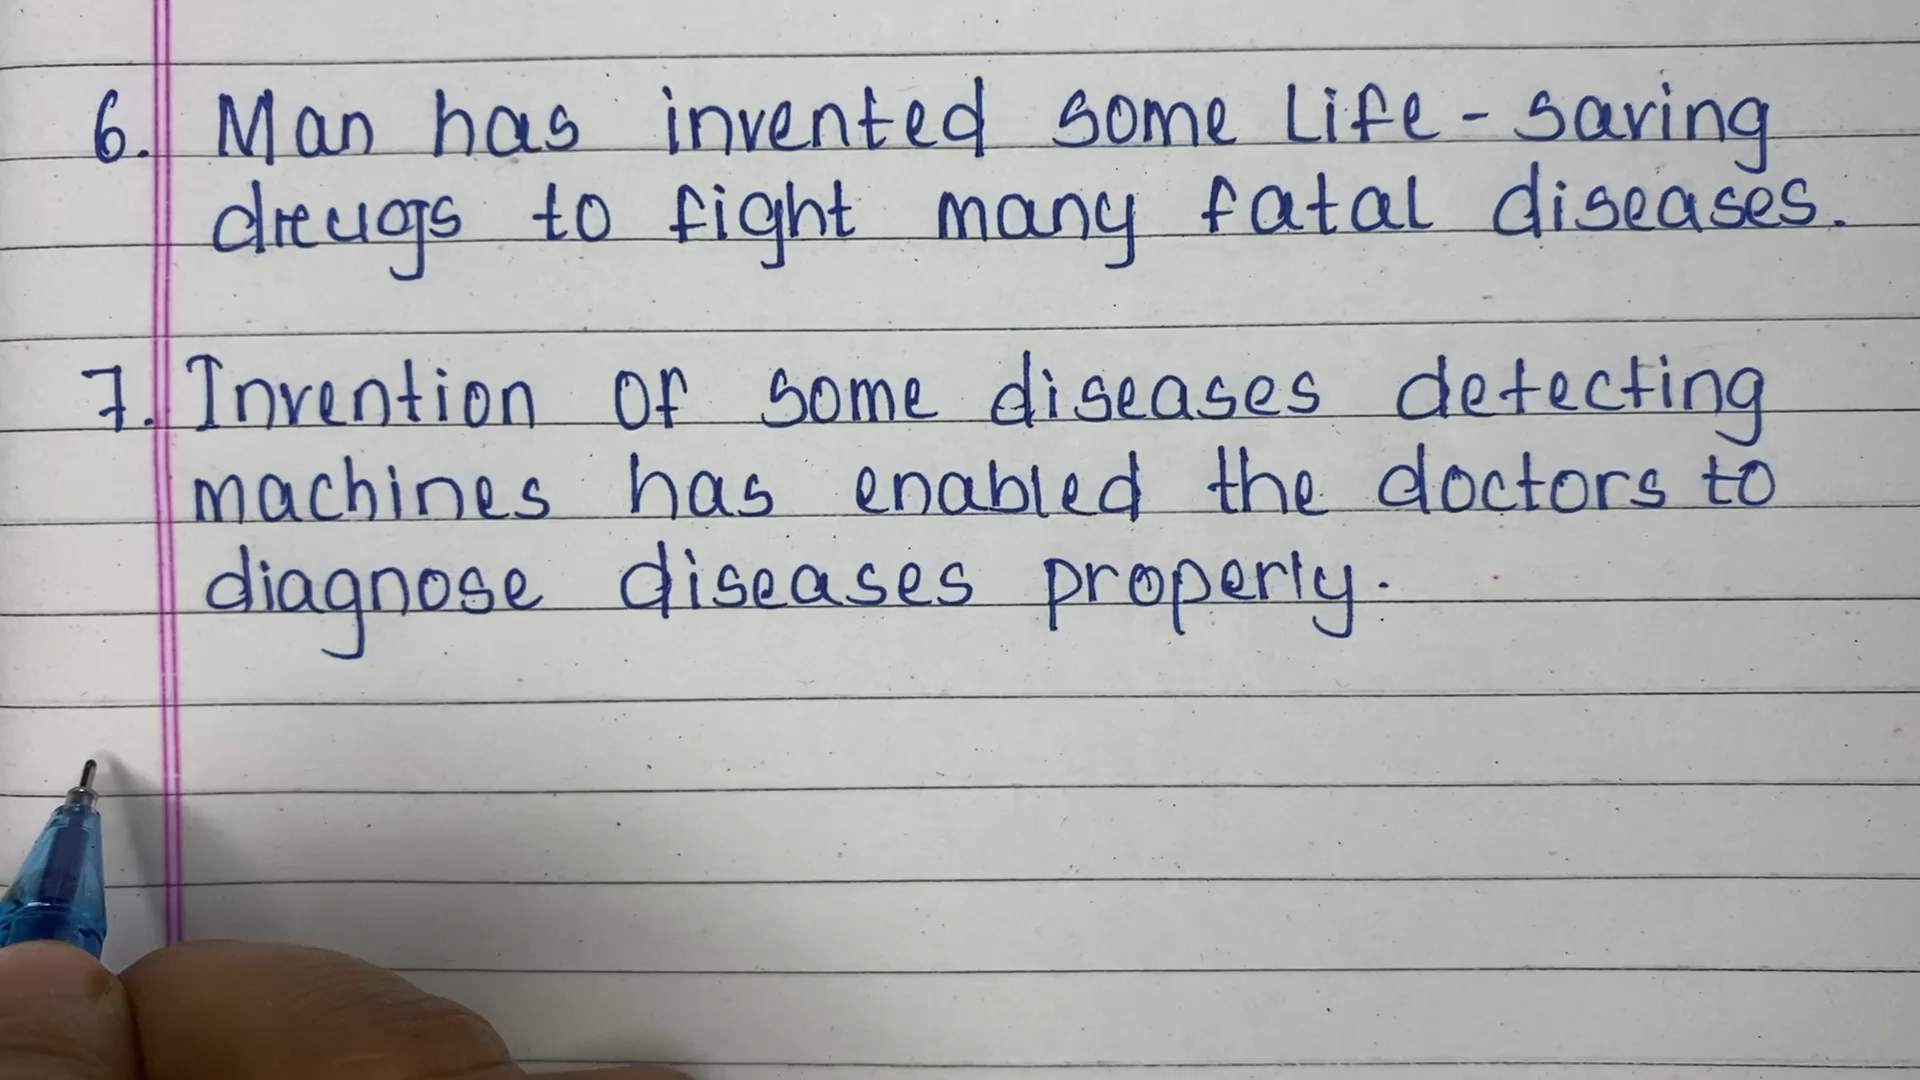 6. Man has invented some Life-saving
drugs to fight many fatal diseases.
7. Invention of some diseases detecting
machines has enabled the doctors to
diagnose diseases properly.